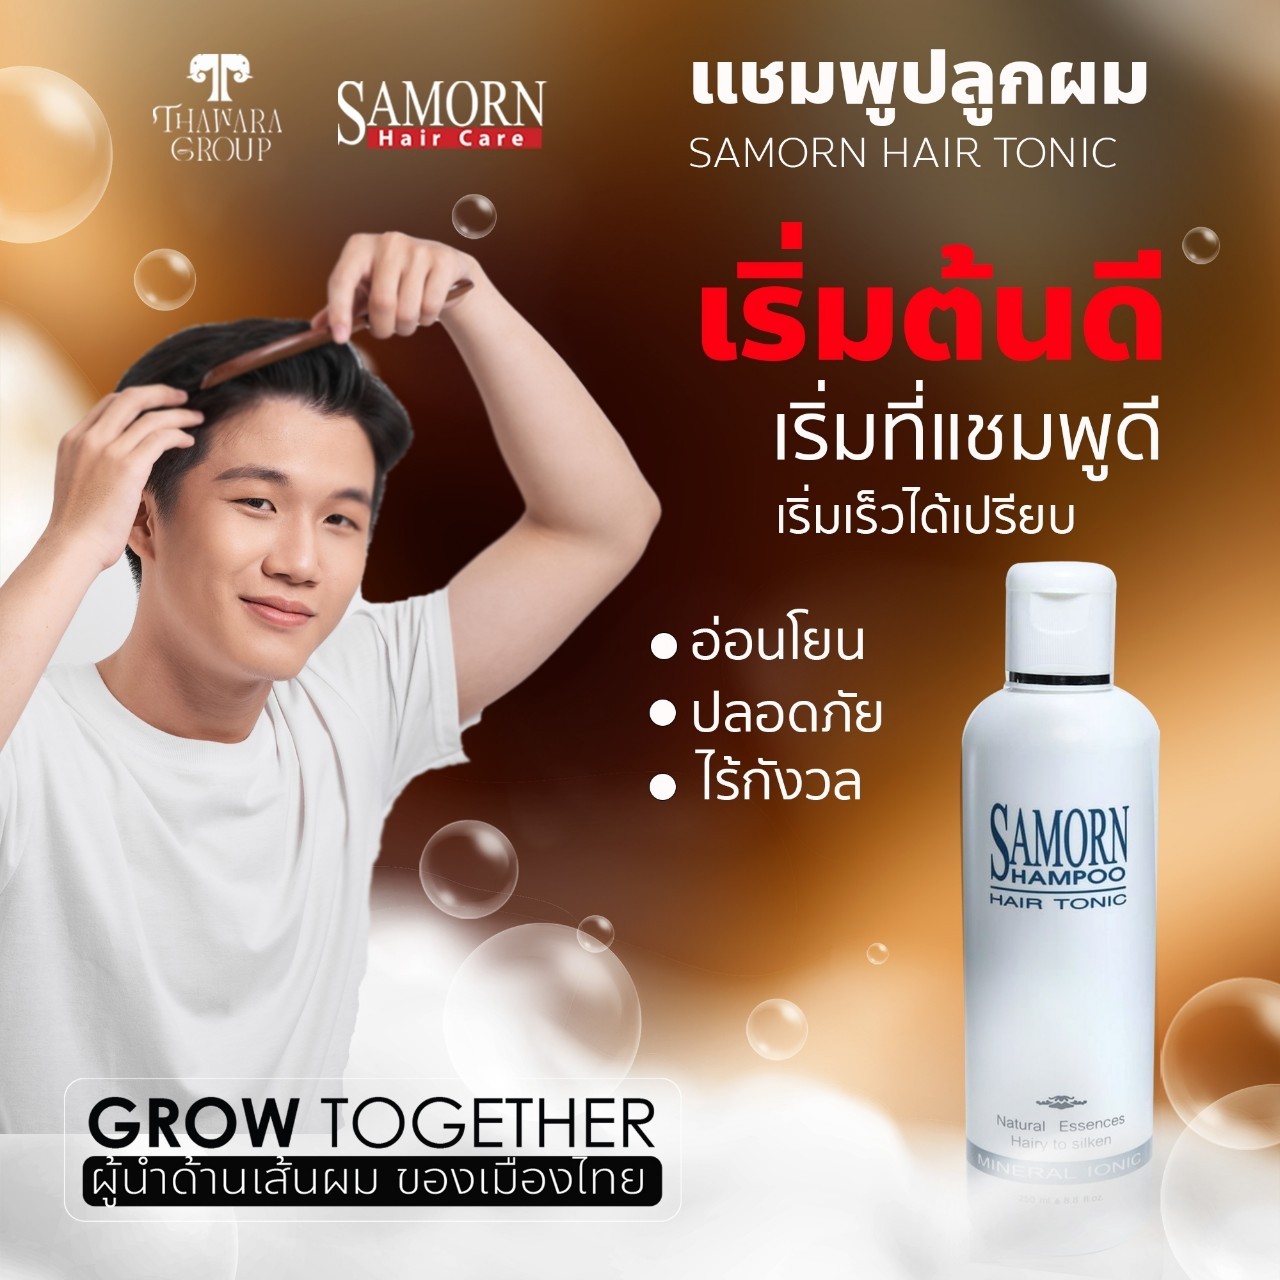 THAWARA
GROUP
SAMORN
Hair Care
แชมพูปลูกผม
SAMORN HAIR TONIC
เริ่มต้นดี
เริ่มที่แชมพูดี
เริ่มเร็วได้เปรียบ
อ่อนโยน
ปลอดภัย
ไร้กังวล
SAMORN
SHAMPOO
HAIR TONIC
Natural Essences
Hairy to silken
MINERAL IONIC
GROW TOGETHER
ผู้นำด้านเส้นผม ของเมืองไทย